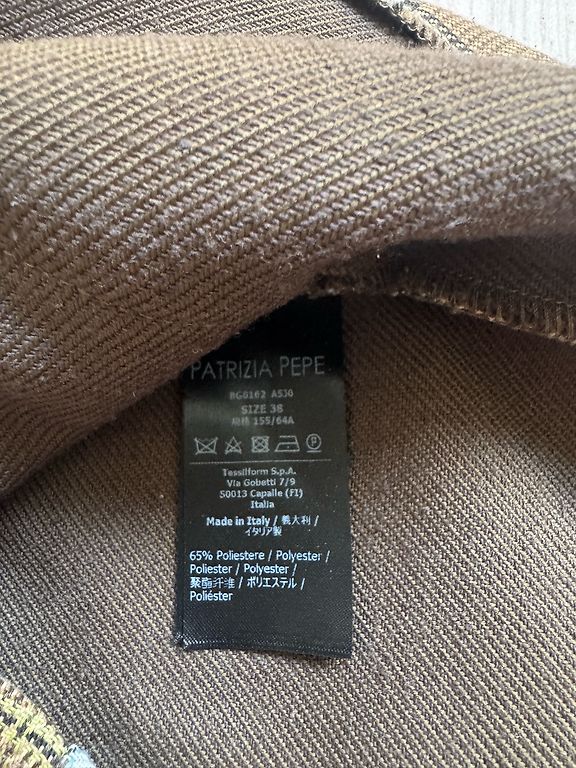 PATRIZIA PEPE
BG0162 A530
SIZE 38
规格 155/64A
P
Tessilform S.p.A.
Via Gobetti 7/9
50013 Capalle (FI)
Italia
Made in Italy / 義大利 /
イタリア製
65% Poliestere / Polyester /
Poliester / Polyester /
聚酯纤维 / ポリエステル /
Poliéster